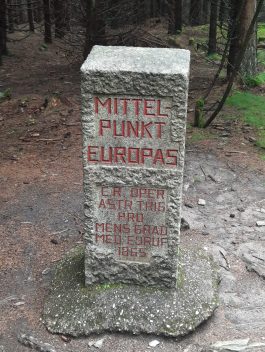 MITTEL-
PUNKT
EUROPAS
C.R. OPER
ASTR TRIG
PRO
MENS GRAD
MED EUROP
1865